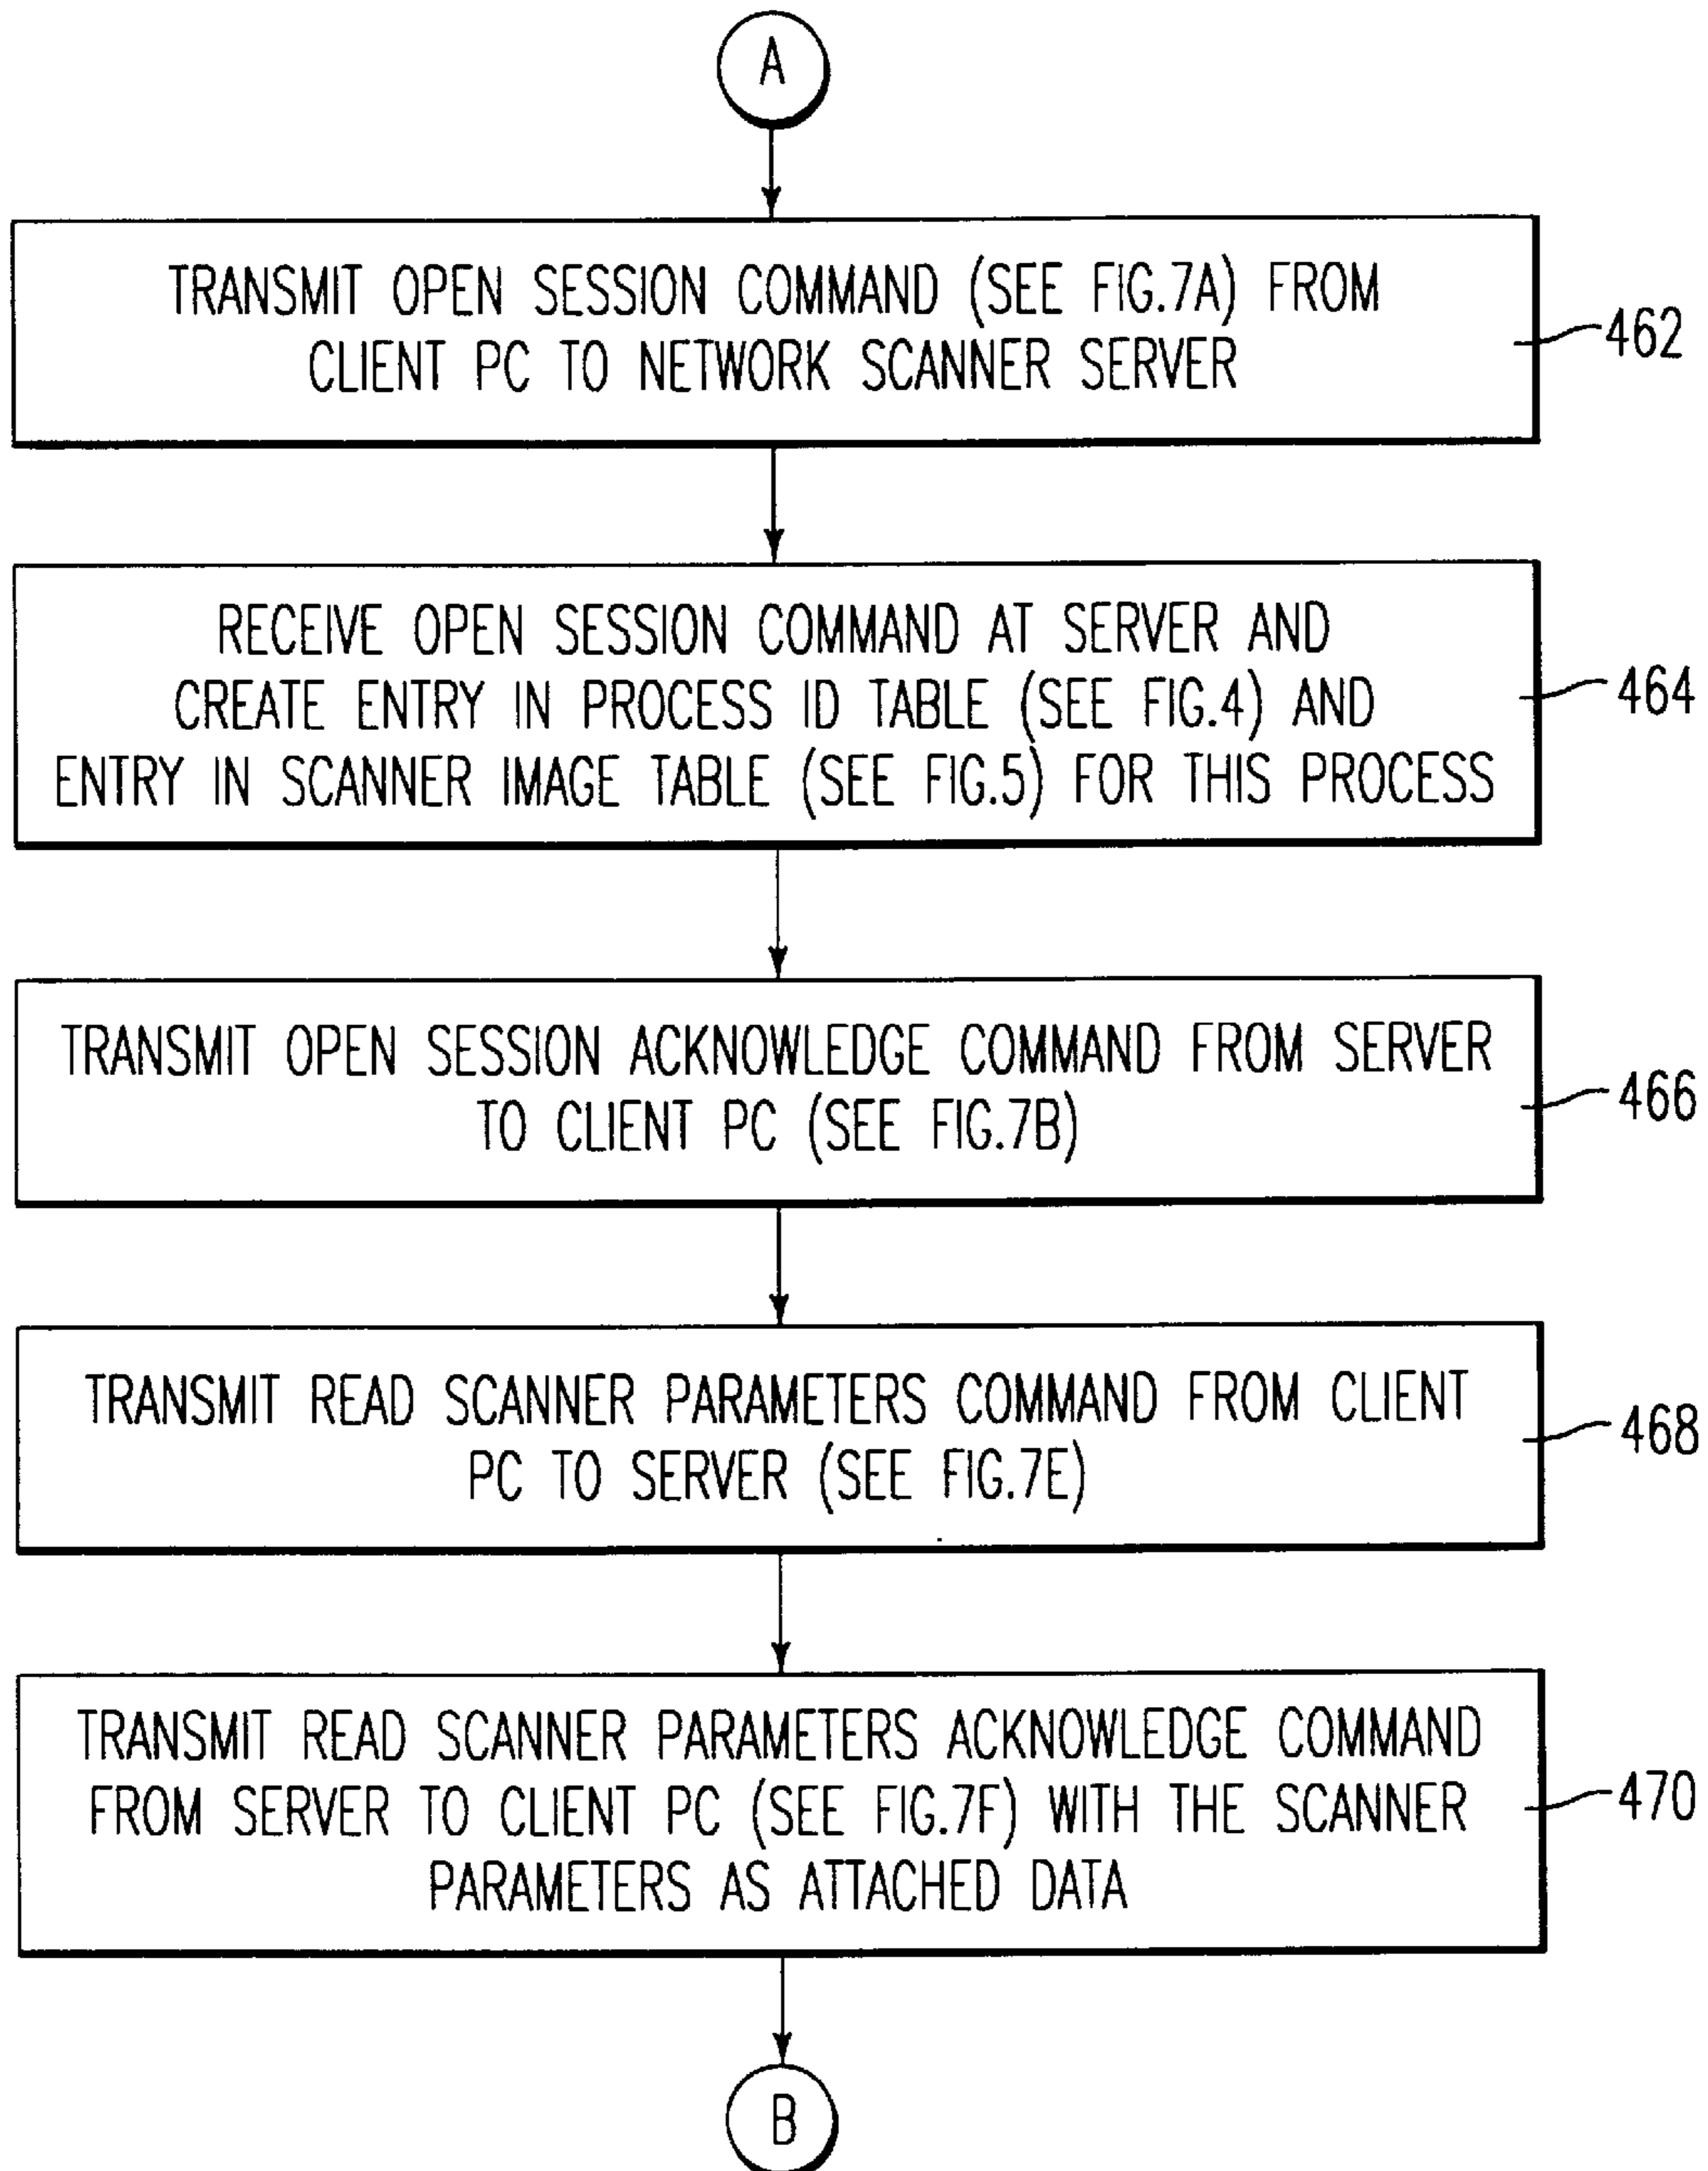 A
TRANSMIT OPEN SESSION COMMAND (SEE FIG.7A) FROM
CLIENT PC TO NETWORK SCANNER SERVER
462
RECEIVE OPEN SESSION COMMAND AT SERVER AND
CREATE ENTRY IN PROCESS ID TABLE (SEE FIG.4) AND
ENTRY IN SCANNER IMAGE TABLE (SEE FIG.5) FOR THIS PROCESS
464
TRANSMIT OPEN SESSION ACKNOWLEDGE COMMAND FROM SERVER
TO CLIENT PC (SEE FIG.7B)
466
TRANSMIT READ SCANNER PARAMETERS COMMAND FROM CLIENT
PC TO SERVER (SEE FIG.7E)
468
TRANSMIT READ SCANNER PARAMETERS ACKNOWLEDGE COMMAND
FROM SERVER TO CLIENT PC (SEE FIG.7F) WITH THE SCANNER
PARAMETERS AS ATTACHED DATA
470
B